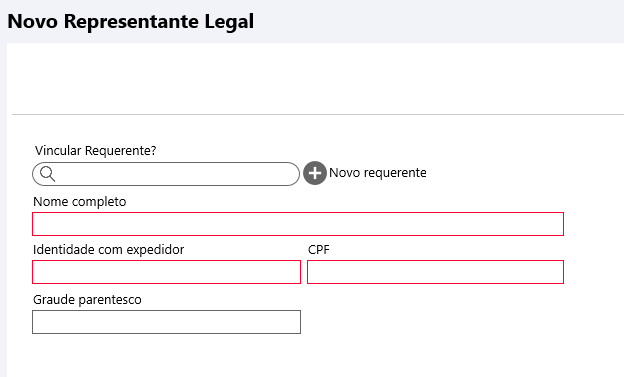 Novo Representante Legal
Vincular Requerente?
Novo requerente
Nome completo
Identidade com expedidor CPF
Graude parentesco